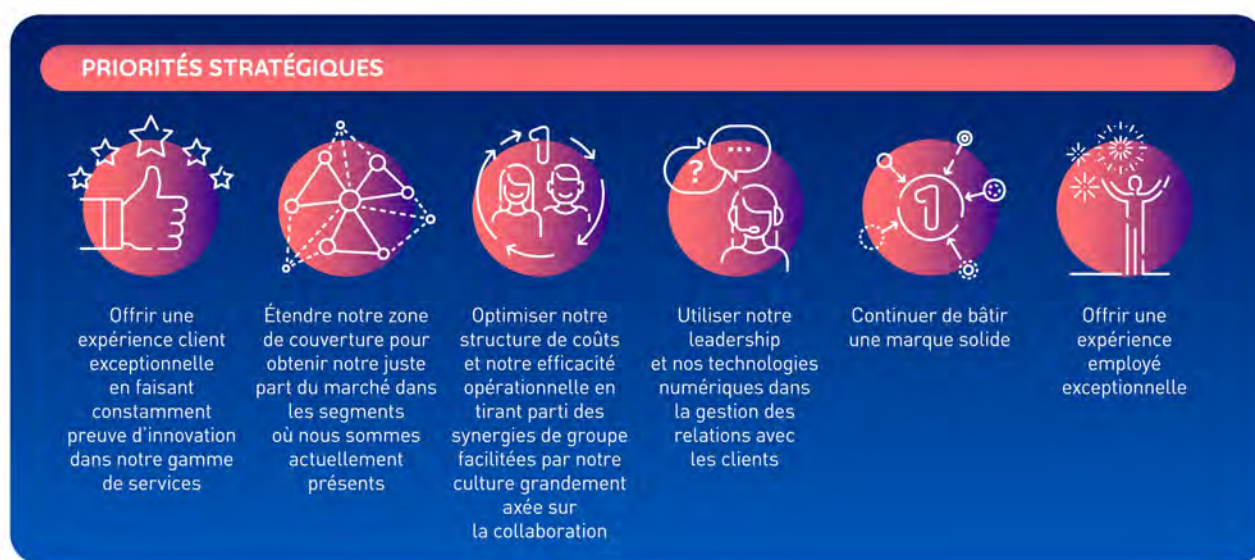 PRIORITÉS STRATÉGIQUES
1
?
...
1
Offrir une
expérience client
exceptionnelle
en faisant
constamment
preuve d'innovation
dans notre gamme
de services
Étendre notre zone
de couverture pour
obtenir notre juste
part du marché dans
les segments
où nous sommes
actuellement
présents
Optimiser notre
structure de coûts
et notre efficacité
opérationnelle en
tirant parti des
synergies de groupe
facilitées par notre
culture grandement
axée sur
la collaboration
Utiliser notre
leadership
et nos technologies
numériques dans
la gestion des
relations avec
les clients
Continuer de bâtir
une marque solide
Offrir une
expérience
employé
exceptionnelle